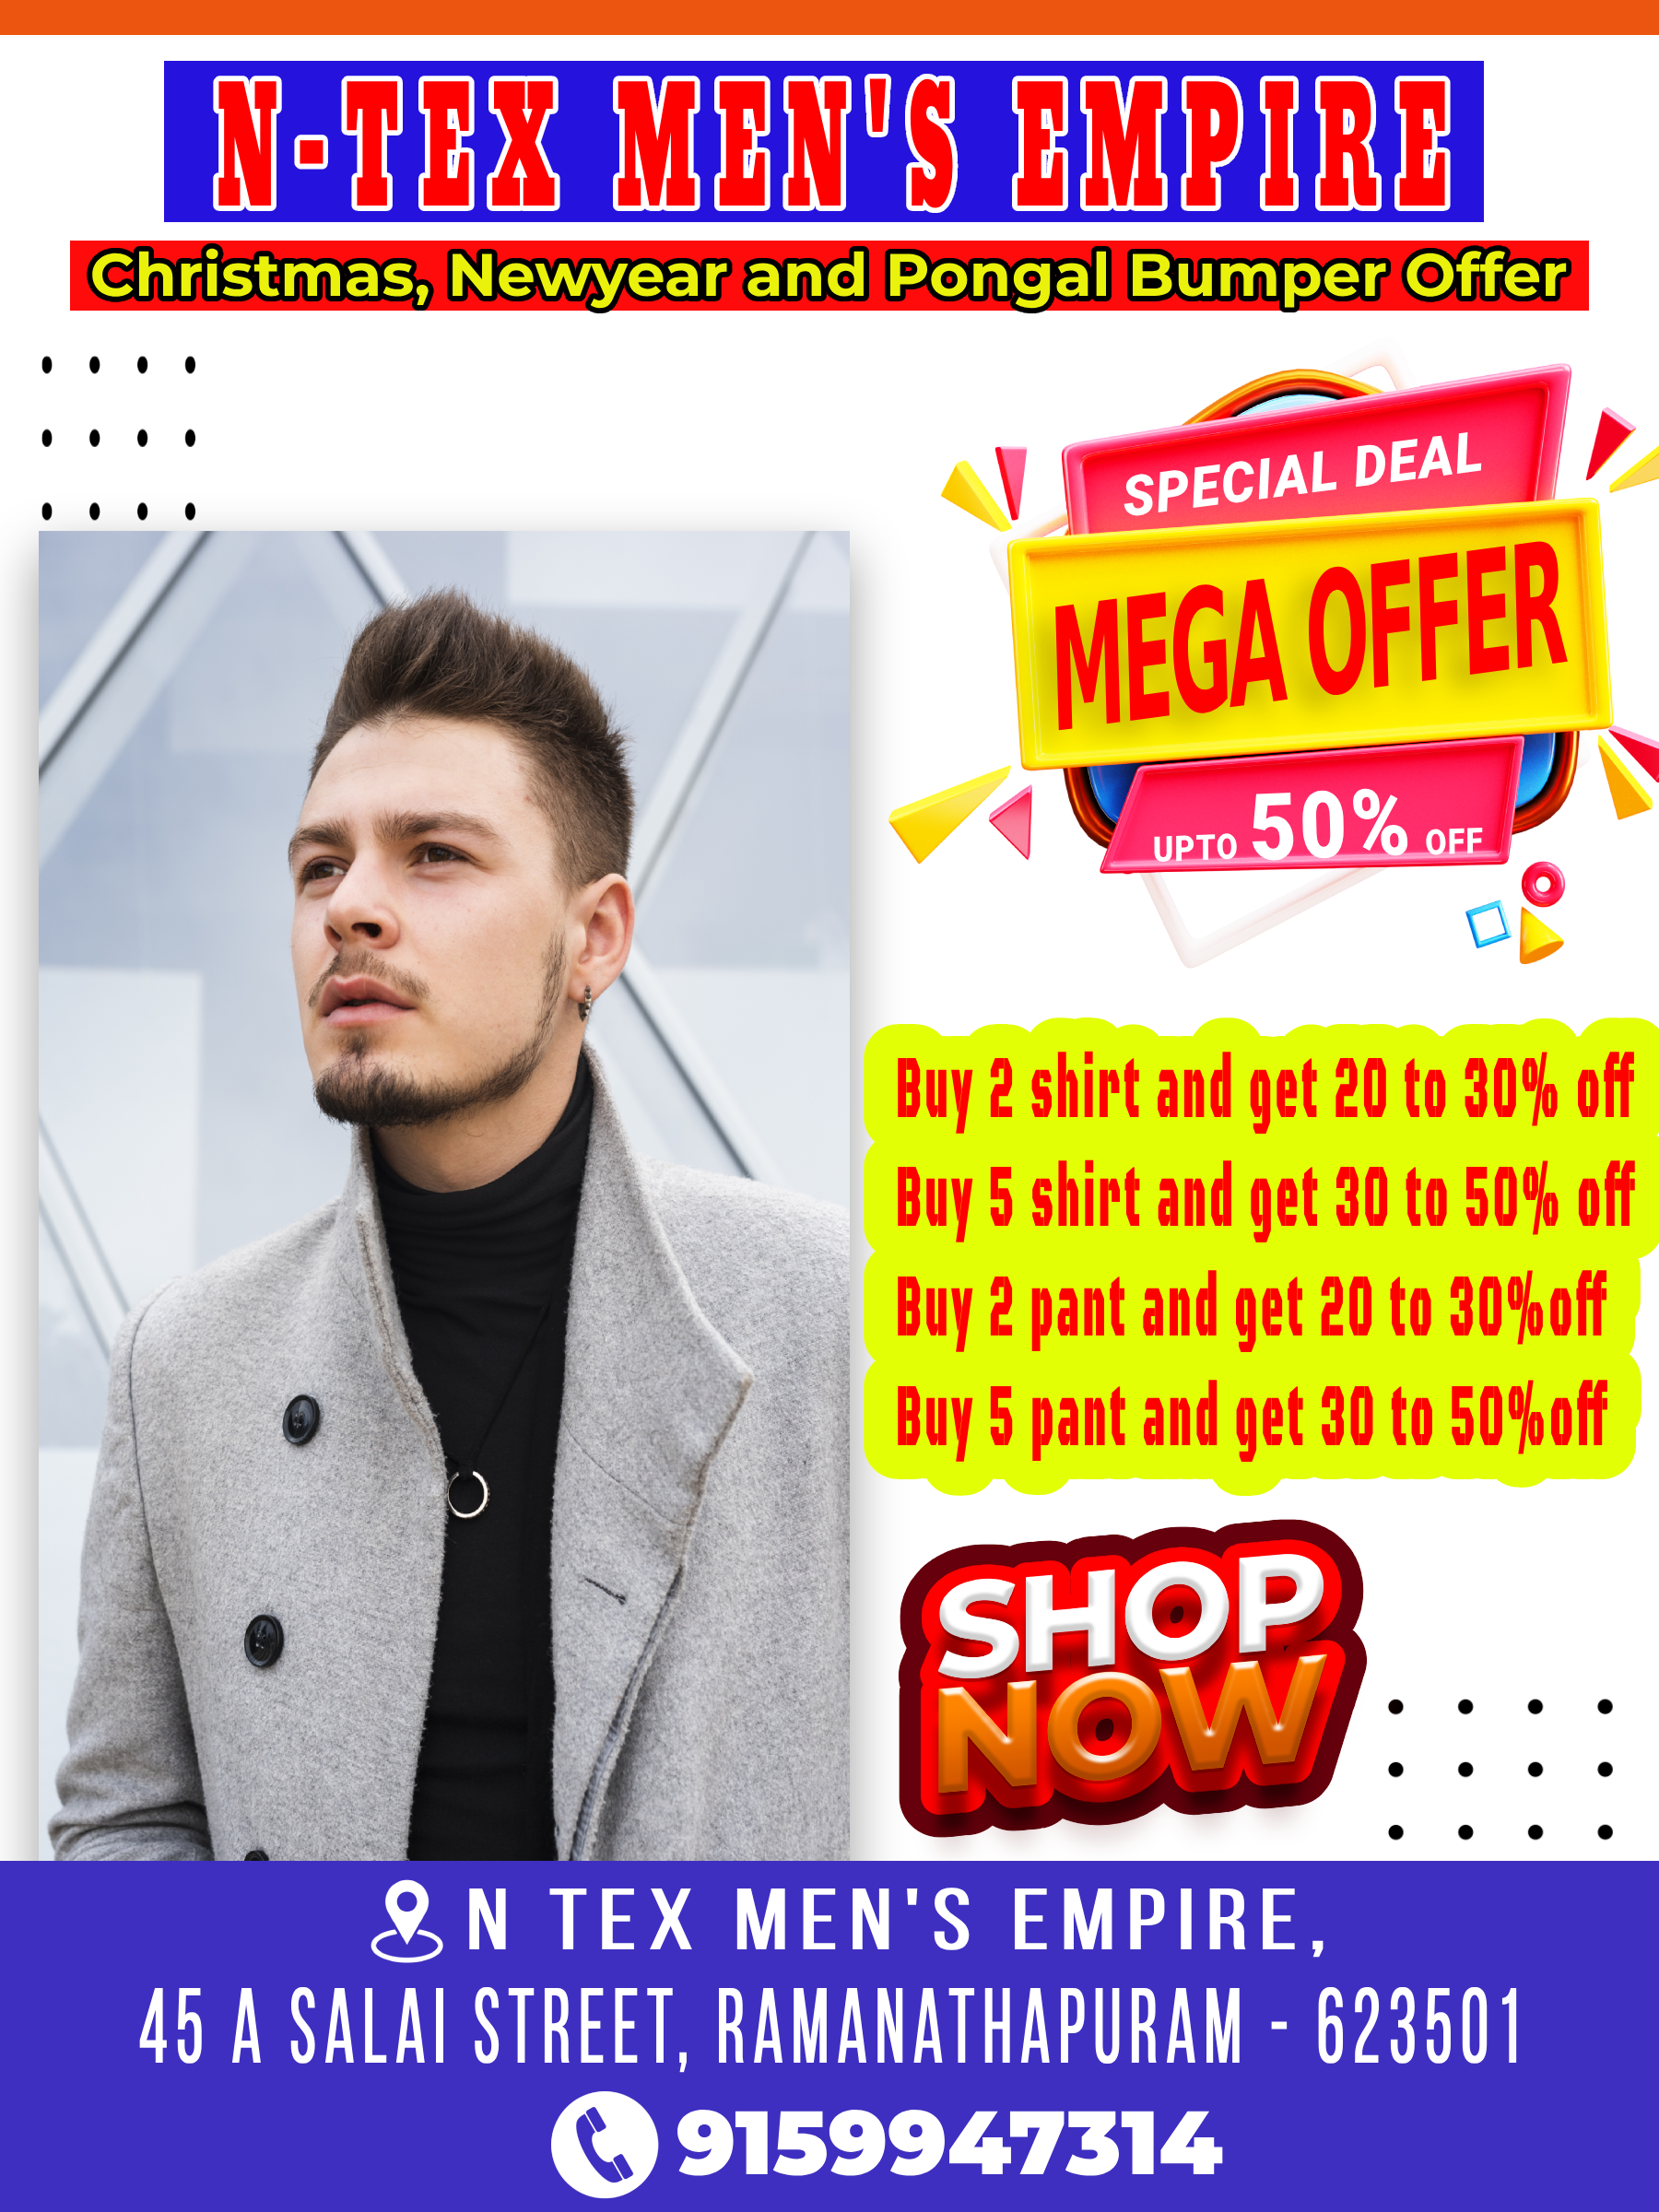 N-TEX MEN'S EMPIRE
Christmas, Newyear and Pongal Bumper Offer
SPECIAL DEAL
MEGA OFFER
UPTO 50% OFF
Buy 2 shirt and get 20 to 30% off
Buy 5 shirt and get 30 to 50% off
Buy 2 pant and get 20 to 30%off
Buy 5 pant and get 30 to 50%off
SHOP
NOW
N TEX MEN'S EMPIRE,
45 A SALAI STREET, RAMANATHAPURAM - 623501
9159947314